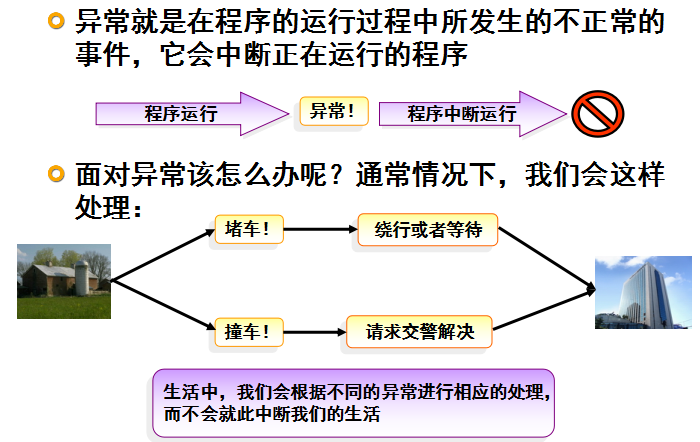 异常就是在程序的运行过程中所发生的不正常的
事件，它会中断正在运行的程序
程序运行
异常！
程序中断运行
面对异常该怎么办呢？通常情况下，我们会这样
处理：
堵车！
绕行或者等待
撞车！
请求交警解决
生活中，我们会根据不同的异常进行相应的处理，
而不会就此中断我们的生活